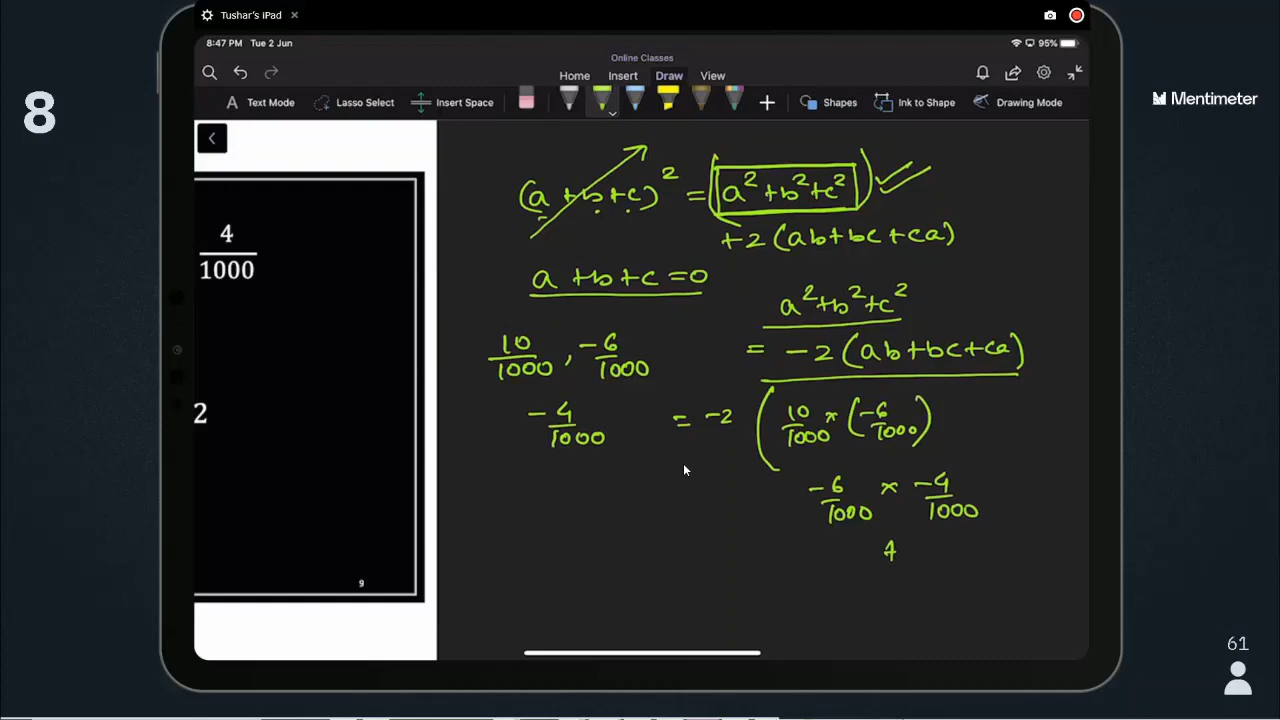 Tushar's iPad ×
8:47 PM Tue 2 Jun
95%
Online Classes
Home Insert Draw View
A Text Mode Lasso Select Insert Space Shapes Ink to Shape Drawing Mode
8
Mentimeter
4/1000
2
9
(a+b+c)² = (a²+b²+c²)
+2(ab+bc+ca)
a+b+c=0
a²+b²+c²
= -2(ab+bc+ca)
10/1000, -6/1000
-4/1000
= -2 (10/1000 × (-6/1000)
-6/1000 × -4/1000
61